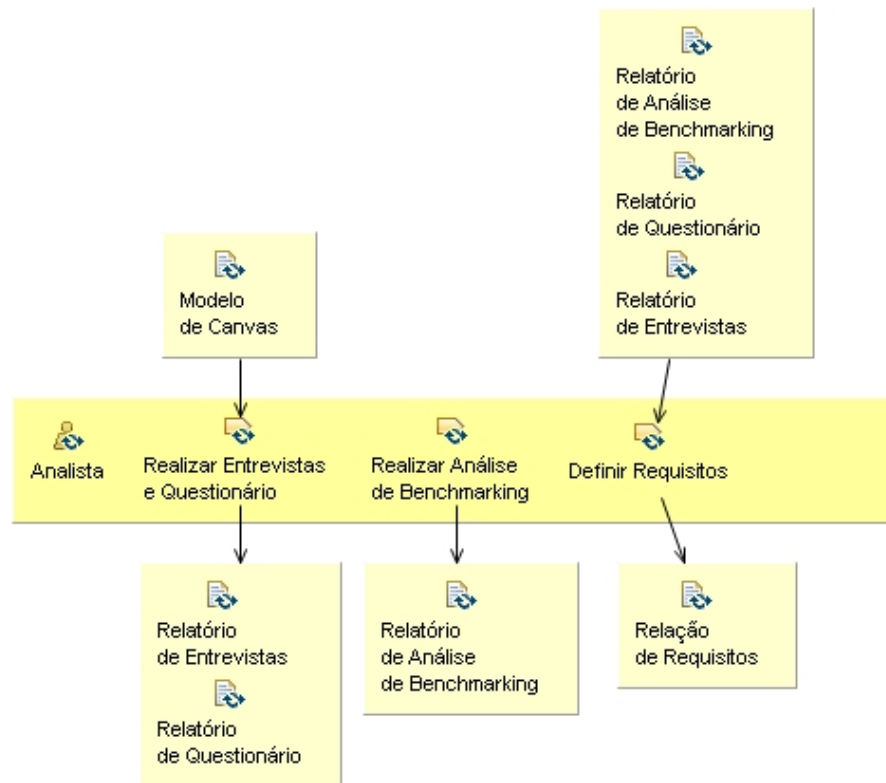 Relatório
de Análise
de Benchmarking
Relatório
de Questionário
Relatório
de Entrevistas
Modelo
de Canvas
Analista
Realizar Entrevistas
e Questionário
Realizar Análise
de Benchmarking
Definir Requisitos
Relatório
de Entrevistas
Relatório
de Questionário
Relatório
de Análise
de Benchmarking
Relação
de Requisitos